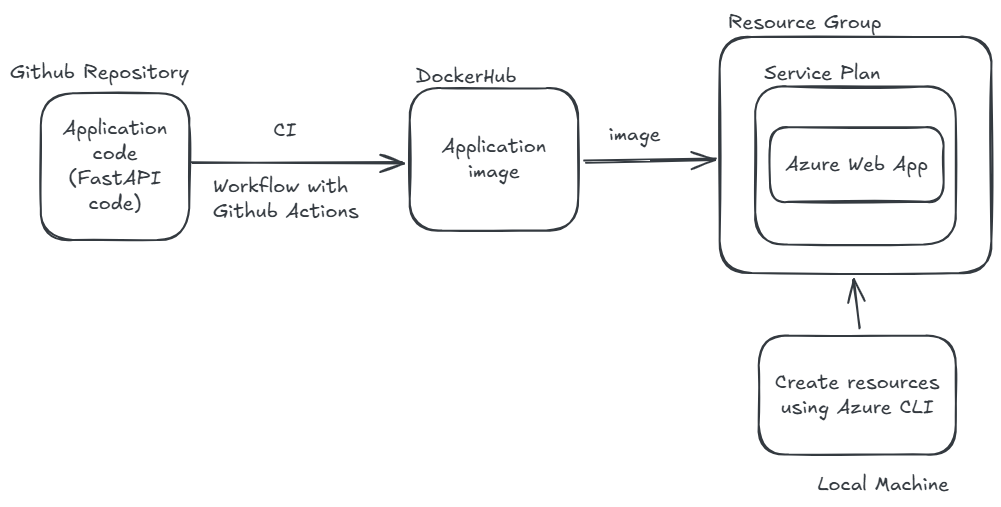 Github Repository
Application
code
(FastAPI
code)
CI
Workflow with
Github Actions
DockerHub
Application
image
image
Resource Group
Service Plan
Azure Web App
Create resources
using Azure CLI
Local Machine